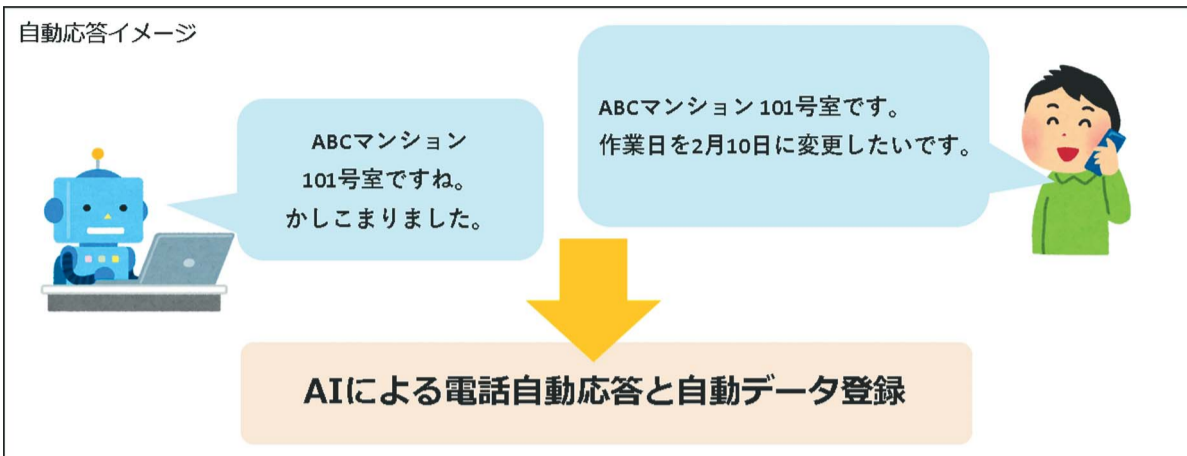 自動応答イメージ
ABCマンション
101号室ですね。
かしこまりました。
ABCマンション 101号室です。
作業日を2月10日に変更したいです。
AIによる電話自動応答と自動データ登録